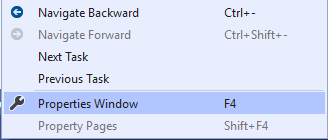 Navigate Backward Ctrl+-
Navigate Forward Ctrl+Shift+-
Next Task
Previous Task
Properties Window F4
Property Pages Shift+F4